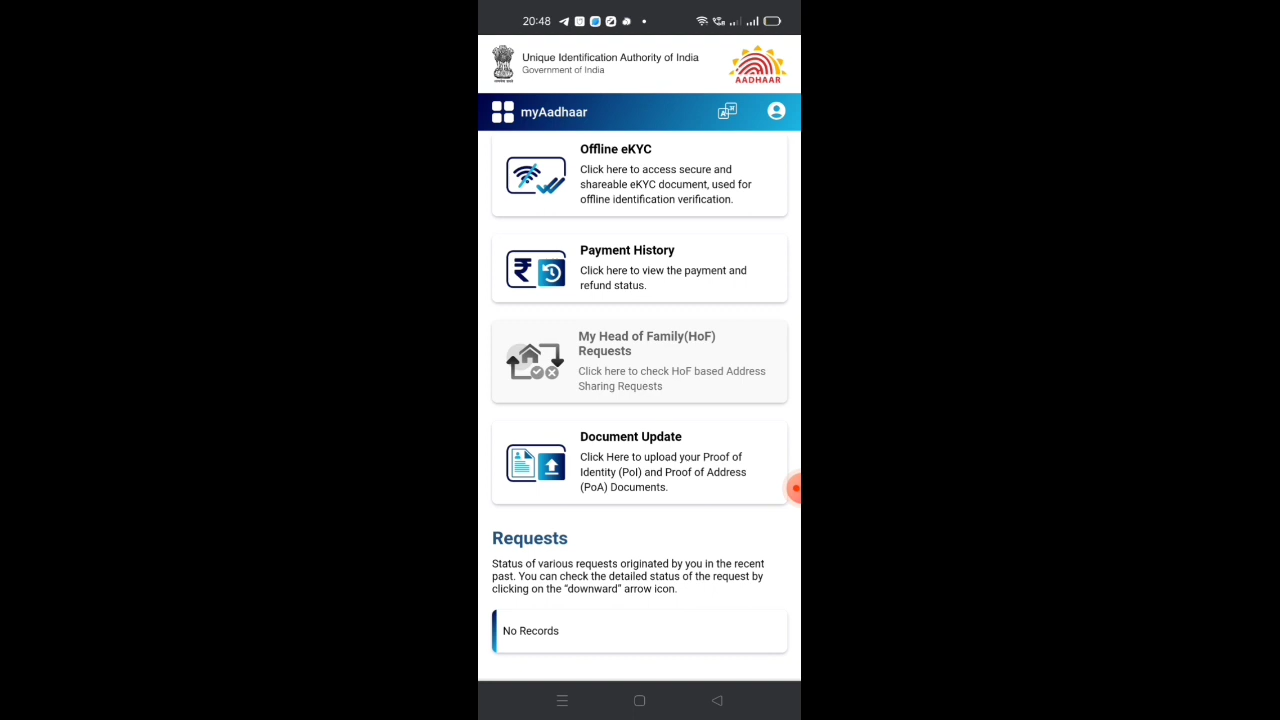 20:48
Unique Identification Authority of India
Government of India
AADHAAR
myAadhaar
Offline eKYC
Click here to access secure and
shareable eKYC document, used for
offline identification verification.
Payment History
Click here to view the payment and
refund status.
My Head of Family(HoF)
Requests
Click here to check HoF based Address
Sharing Requests
Document Update
Click Here to upload your Proof of
Identity (PoI) and Proof of Address
(PoA) Documents.
Requests
Status of various requests originated by you in the recent
past. You can check the detailed status of the request by
clicking on the “downward” arrow icon.
No Records